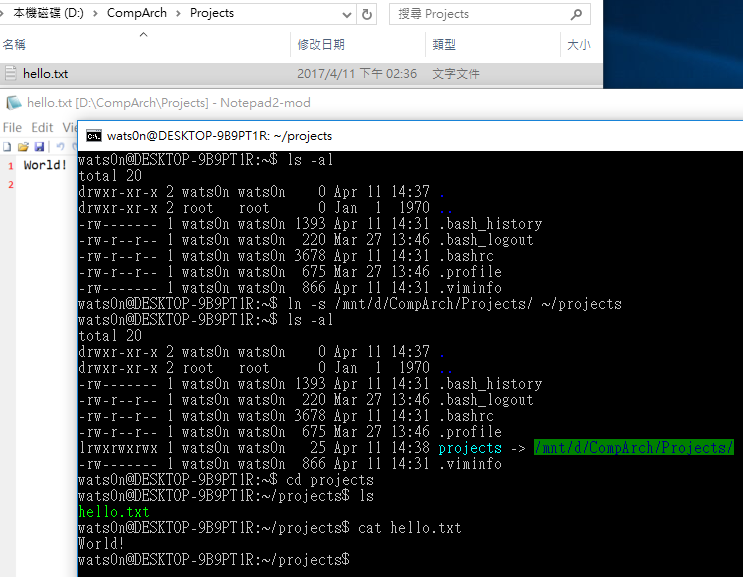 本機磁碟 (D:) > CompArch > Projects
搜尋 Projects
名稱 修改日期 類型 大小
hello.txt 2017/4/11 下午 02:36 文字文件
hello.txt [D:\CompArch\Projects] - Notepad2-mod
File Edit Vi
1 World!
2
wats0n@DESKTOP-9B9PT1R: ~/projects
wats0n@DESKTOP-9B9PT1R:~$ ls -al
total 20
drwxr-xr-x 2 wats0n wats0n    0 Apr 11 14:37 .
drwxr-xr-x 2 root   root      0 Jan  1  1970 ..
-rw------- 1 wats0n wats0n 1393 Apr 11 14:31 .bash_history
-rw-r--r-- 1 wats0n wats0n  220 Mar 27 13:46 .bash_logout
-rw-r--r-- 1 wats0n wats0n 3678 Apr 11 14:31 .bashrc
-rw-r--r-- 1 wats0n wats0n  675 Mar 27 13:46 .profile
-rw------- 1 wats0n wats0n  866 Apr 11 14:31 .viminfo
wats0n@DESKTOP-9B9PT1R:~$ ln -s /mnt/d/CompArch/Projects/ ~/projects
wats0n@DESKTOP-9B9PT1R:~$ ls -al
total 20
drwxr-xr-x 2 wats0n wats0n    0 Apr 11 14:37 .
drwxr-xr-x 2 root   root      0 Jan  1  1970 ..
-rw------- 1 wats0n wats0n 1393 Apr 11 14:31 .bash_history
-rw-r--r-- 1 wats0n wats0n  220 Mar 27 13:46 .bash_logout
-rw-r--r-- 1 wats0n wats0n 3678 Apr 11 14:31 .bashrc
-rw-r--r-- 1 wats0n wats0n  675 Mar 27 13:46 .profile
lrwxrwxrwx 1 wats0n wats0n   25 Apr 11 14:38 projects -> /mnt/d/CompArch/Projects/
-rw------- 1 wats0n wats0n  866 Apr 11 14:31 .viminfo
wats0n@DESKTOP-9B9PT1R:~$ cd projects
wats0n@DESKTOP-9B9PT1R:~/projects$ ls
hello.txt
wats0n@DESKTOP-9B9PT1R:~/projects$ cat hello.txt
World!
wats0n@DESKTOP-9B9PT1R:~/projects$